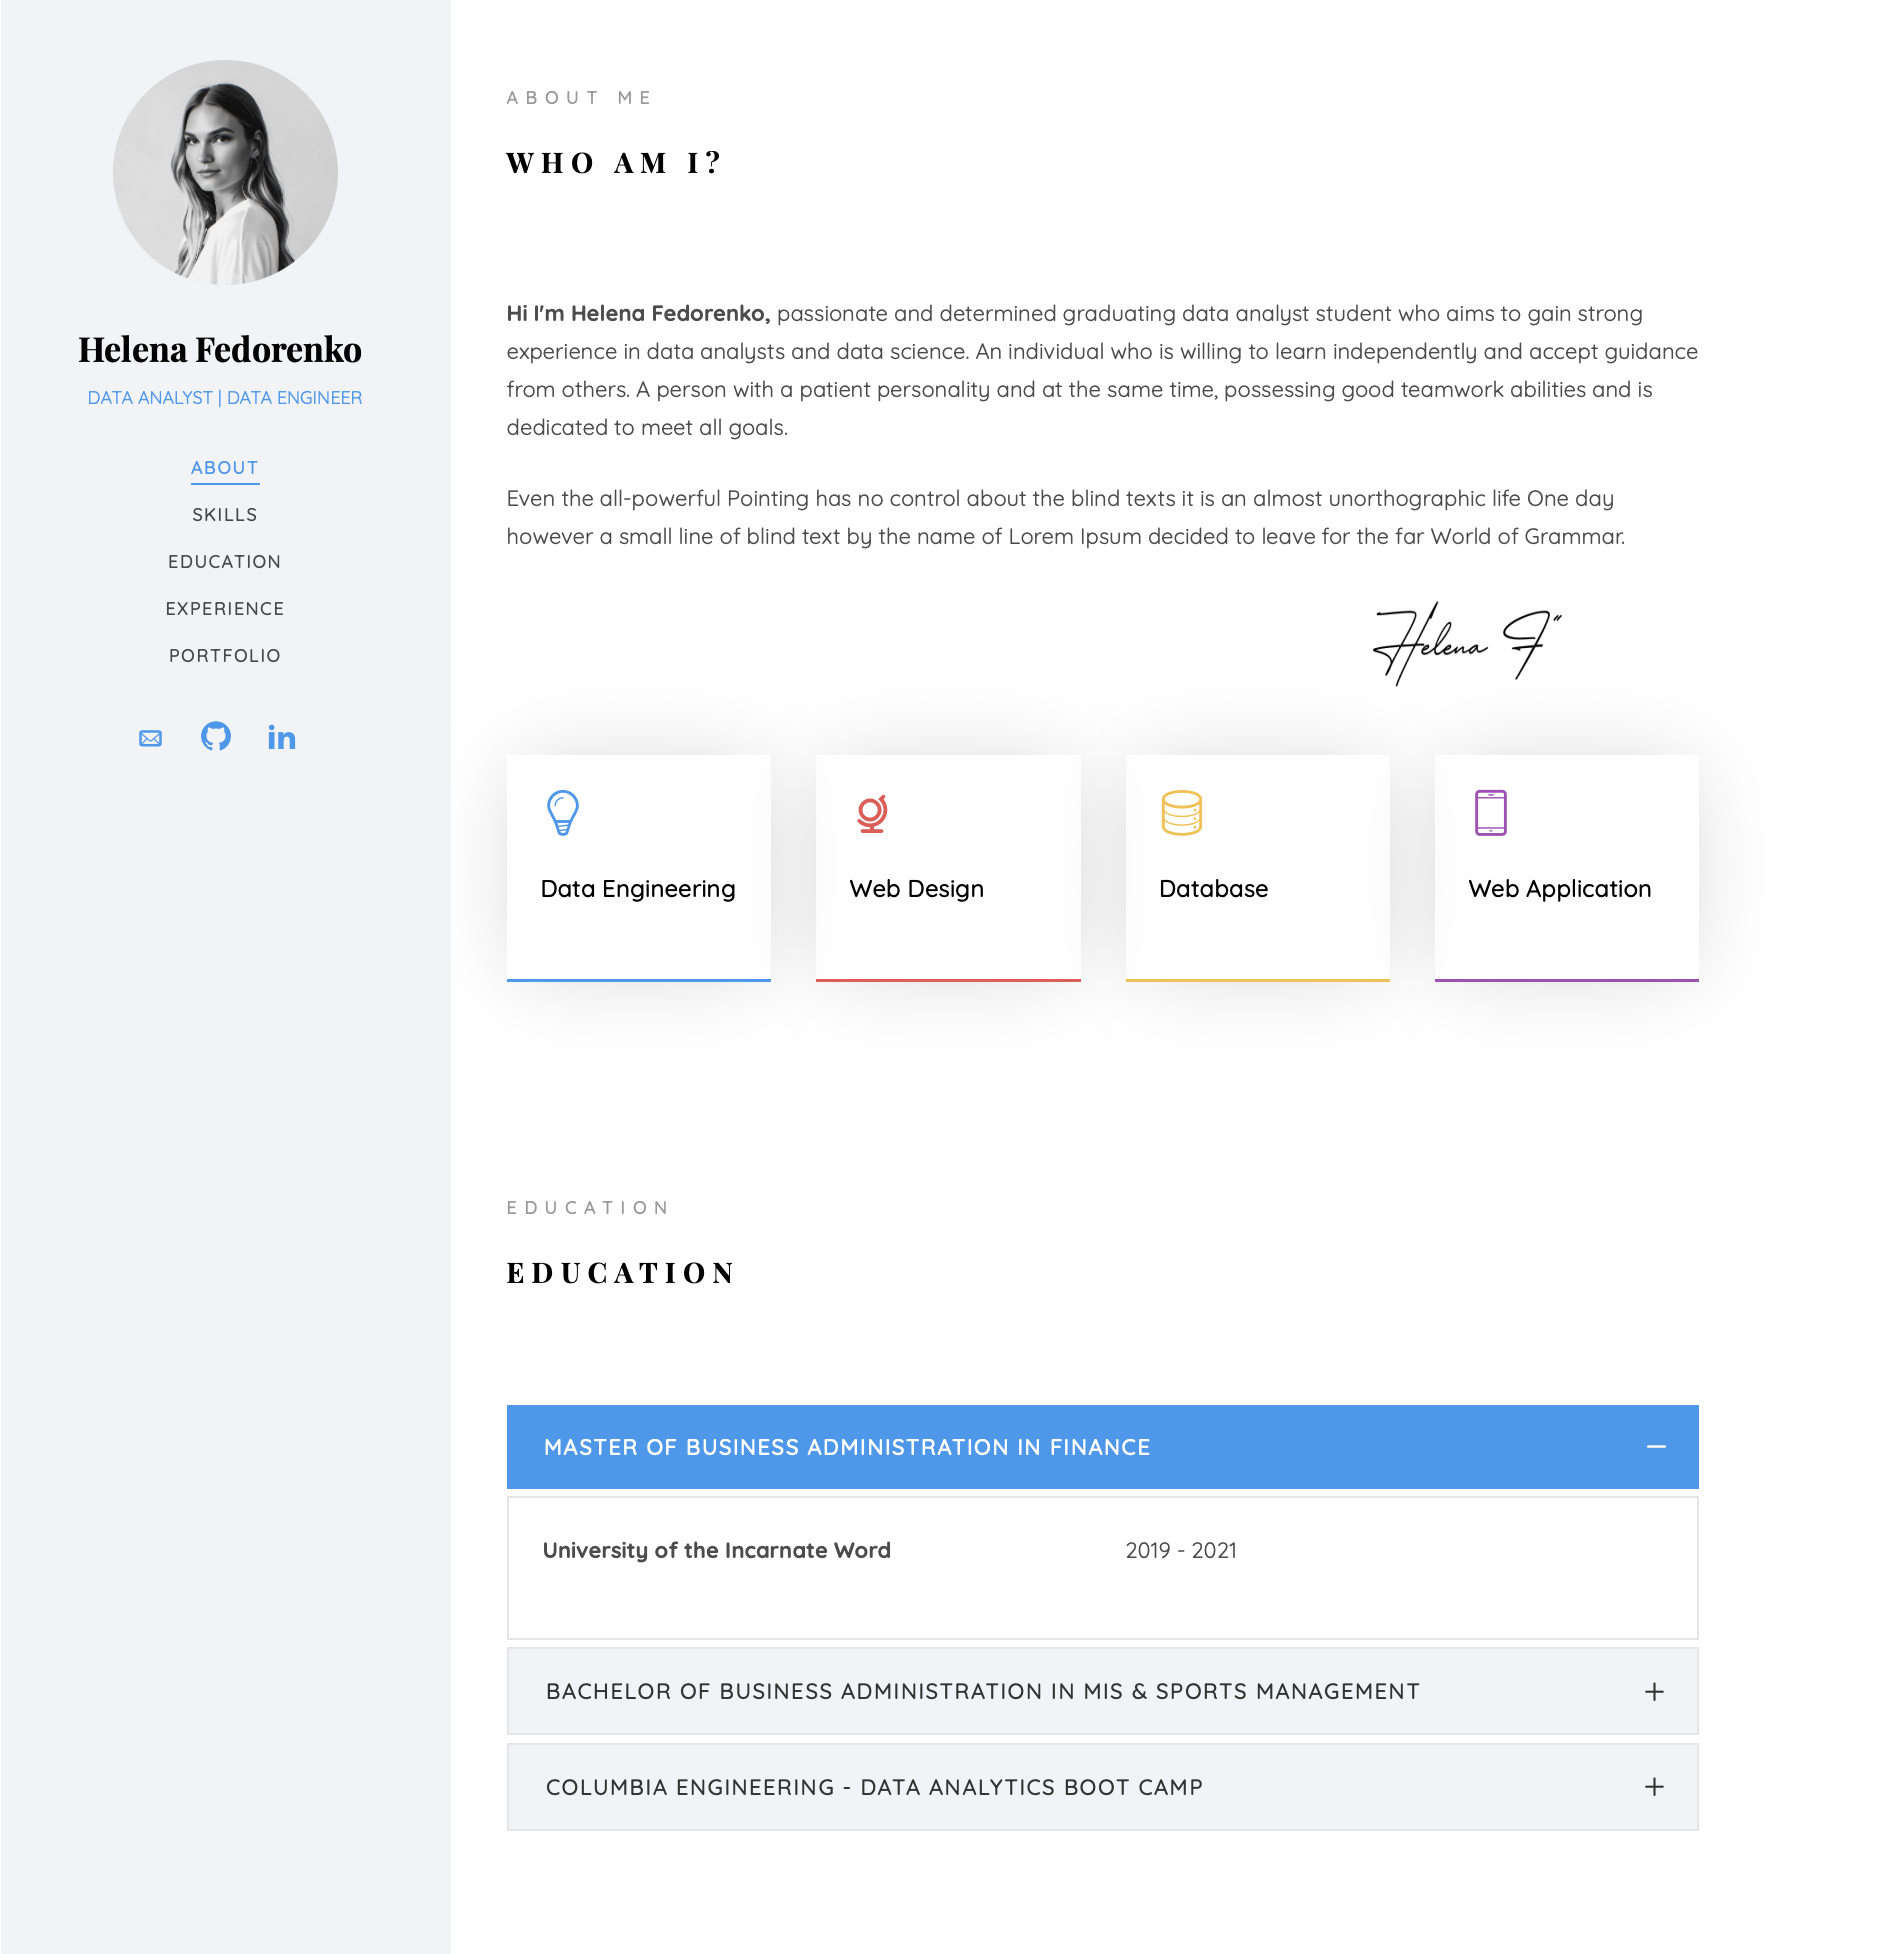 Helena Fedorenko
DATA ANALYST | DATA ENGINEER
ABOUT
SKILLS
EDUCATION
EXPERIENCE
PORTFOLIO
in
ABOUT ME
WHO AM I?
Hi I'm Helena Fedorenko, passionate and determined graduating data analyst student who aims to gain strong
experience in data analysts and data science. An individual who is willing to learn independently and accept guidance
from others. A person with a patient personality and at the same time, possessing good teamwork abilities and is
dedicated to meet all goals.
Even the all-powerful Pointing has no control about the blind texts it is an almost unorthographic life One day
however a small line of blind text by the name of Lorem Ipsum decided to leave for the far World of Grammar.
Helena F"
Data Engineering
Web Design
Database
Web Application
EDUCATION
EDUCATION
MASTER OF BUSINESS ADMINISTRATION IN FINANCE
University of the Incarnate Word 2019 - 2021
BACHELOR OF BUSINESS ADMINISTRATION IN MIS & SPORTS MANAGEMENT
COLUMBIA ENGINEERING - DATA ANALYTICS BOOT CAMP